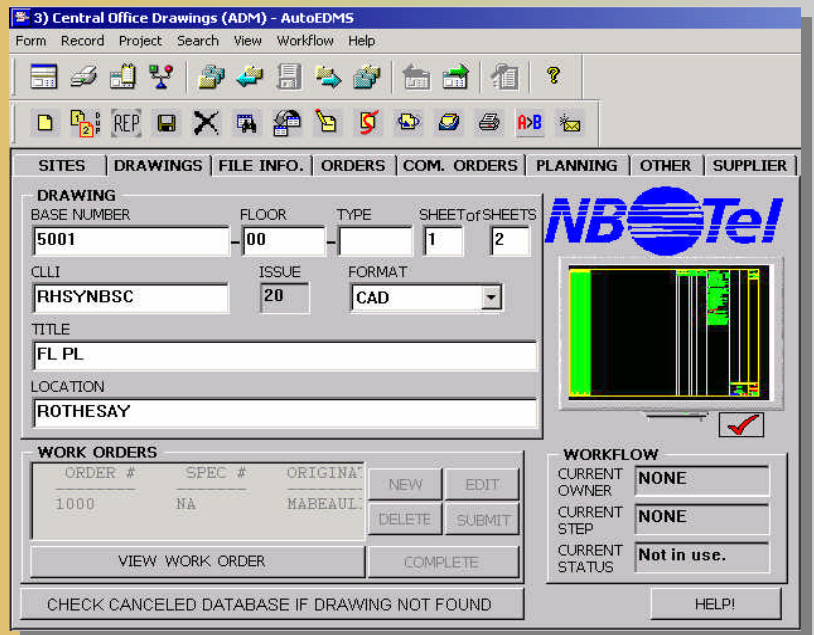 3) Central Office Drawings (ADM) - AutoEDMS
Form Record Project Search View Workflow Help
REP A>B
SITES DRAWINGS FILE INFO. ORDERS COM. ORDERS PLANNING OTHER SUPPLIER
DRAWING
BASE NUMBER FLOOR TYPE SHEET of SHEETS
5001 - 00 - 1 2
NBTel
CLLI ISSUE FORMAT
RHSYNBSC 20 CAD
TITLE
FL PL
LOCATION
ROTHESAY
WORK ORDERS
ORDER # SPEC # ORIGINAT
1000 NA MABEAUL
NEW EDIT
DELETE SUBMIT
VIEW WORK ORDER COMPLETE
WORKFLOW
CURRENT OWNER NONE
CURRENT STEP NONE
CURRENT STATUS Not in use.
CHECK CANCELED DATABASE IF DRAWING NOT FOUND HELP!